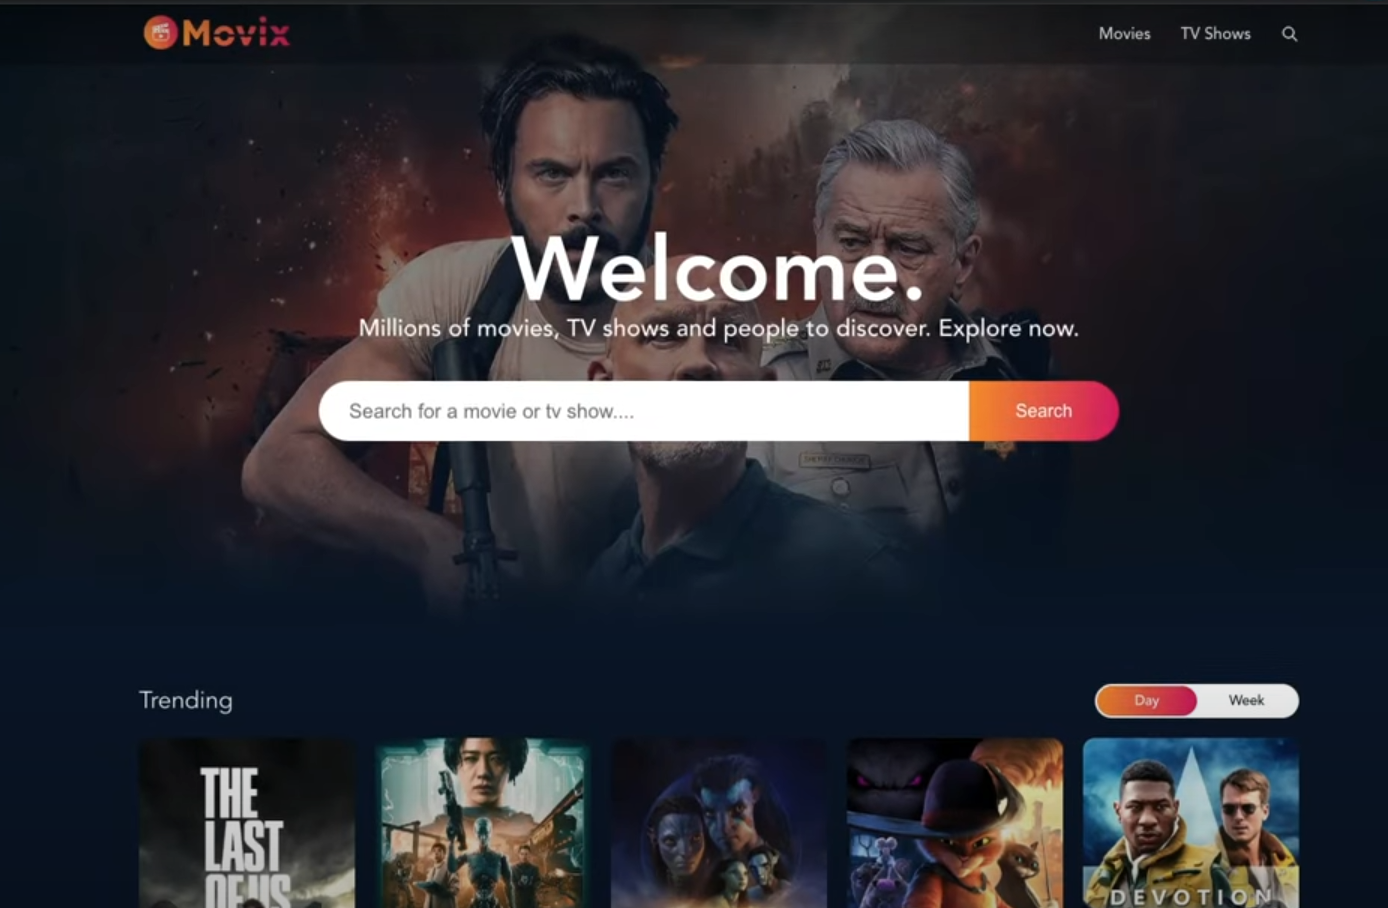 Movix
Movies
TV Shows
Welcome.
Millions of movies, TV shows and people to discover. Explore now.
Search for a movie or tv show....
Search
Trending
Day
Week
THE
LAST
OF US
DEVOTION